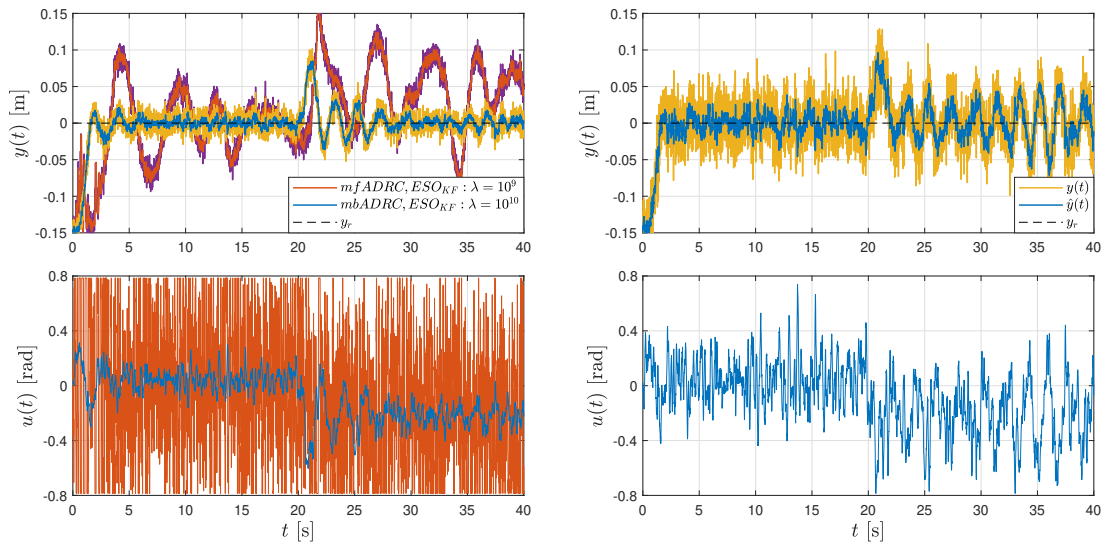 0.15
0.1
0.05
0
-0.05
-0.1
-0.15
y(t) [m]
mfADRC, ESO_KF : λ = 10^9
mbADRC, ESO_KF : λ = 10^10
y_r
0 5 10 15 20 25 30 35 40
0.15
0.1
0.05
0
-0.05
-0.1
-0.15
y(t) [m]
y(t)
ŷ(t)
y_r
0 5 10 15 20 25 30 35 40
0.8
0.4
0
-0.4
-0.8
u(t) [rad]
0 5 10 15 20 25 30 35 40
t [s]
0.8
0.4
0
-0.4
-0.8
u(t) [rad]
0 5 10 15 20 25 30 35 40
t [s]